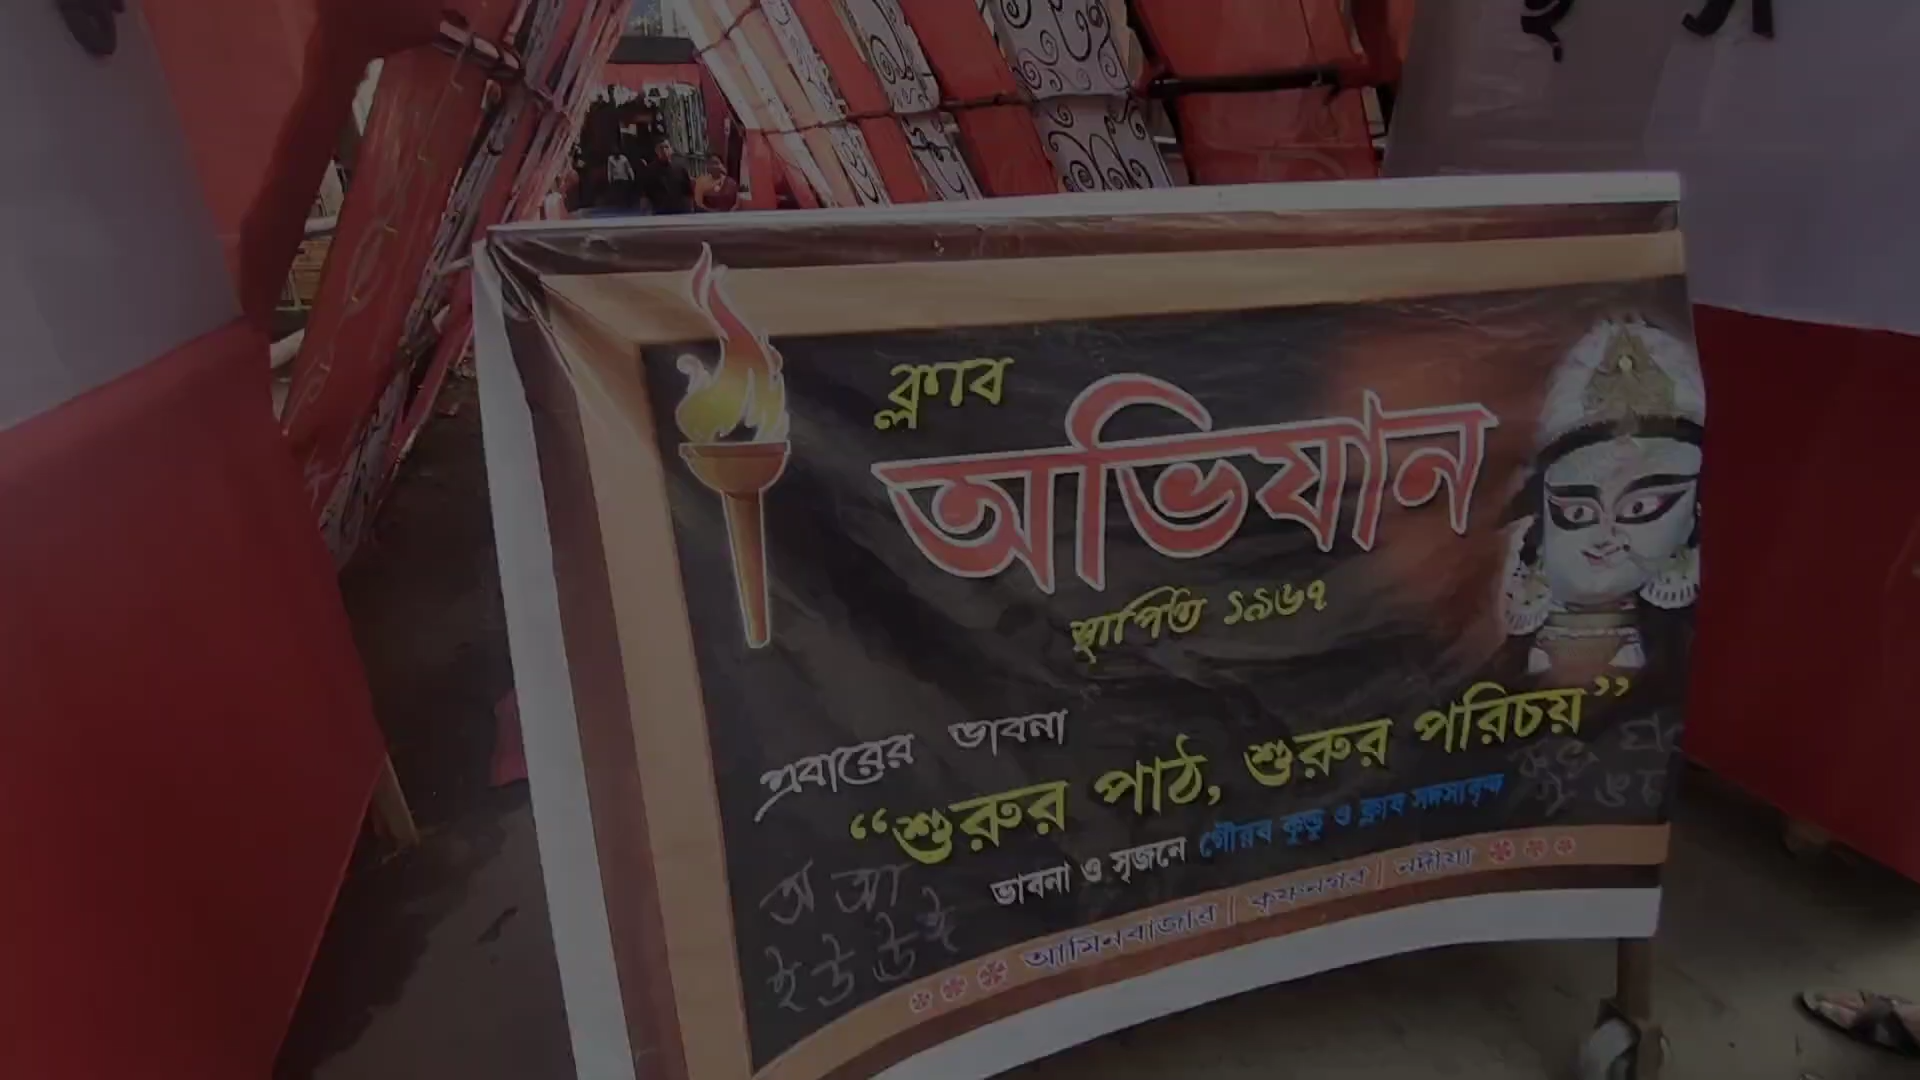 ক্লাব
অভিযান
স্থাপিত ১৯৬৭
এবারের ভাবনা
“শুরুর পাঠ, শুরুর পরিচয়”
ভাবনা ও সৃজনে গৌরব কুন্ডু ও ক্লাব সদস্যবৃন্দ
অ আ
ই উ ঊ ঈ
আমিনবাজার | কৃষ্ণনগর | নদীয়া